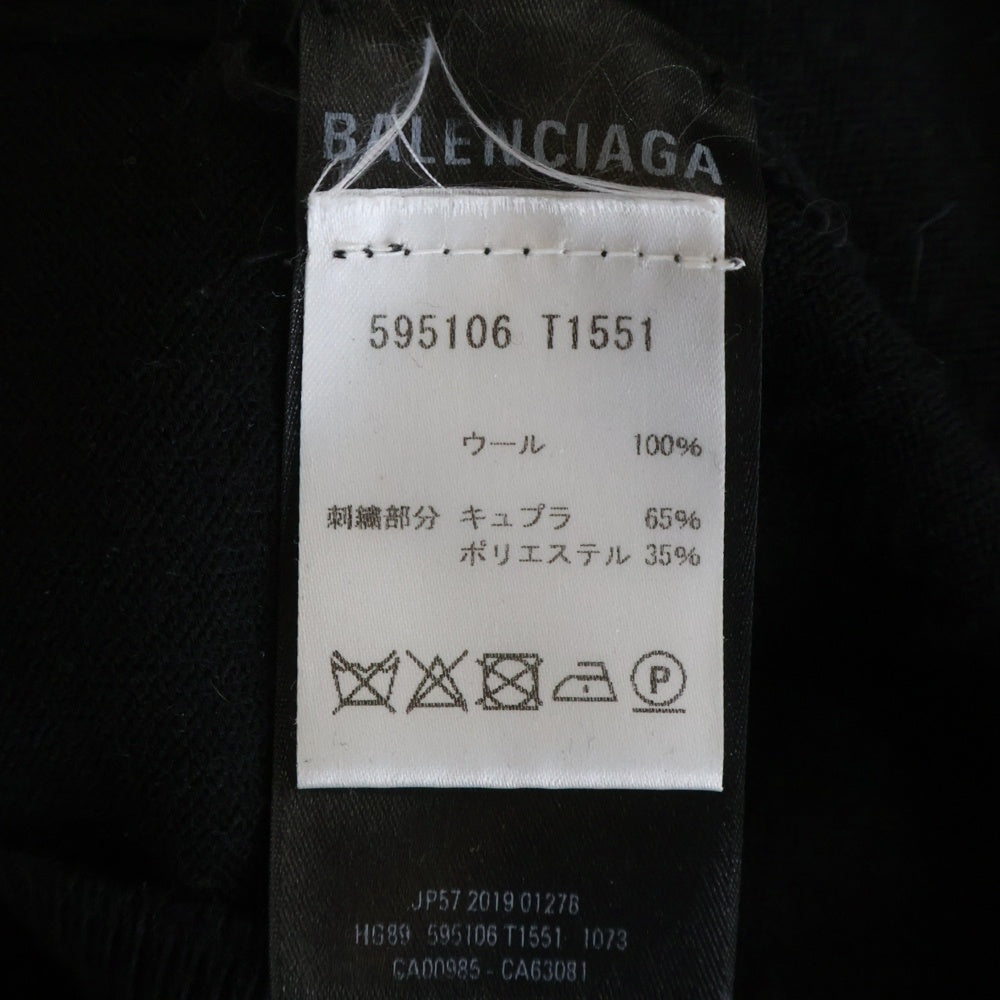 BALENCIAGA
595106 T1551
ウール 100%
刺繍部分 キュプラ 65%
ポリエステル 35%
P
JP57 2019 01278
HG89 595106 T1551 1073
CA00985 - CA63081